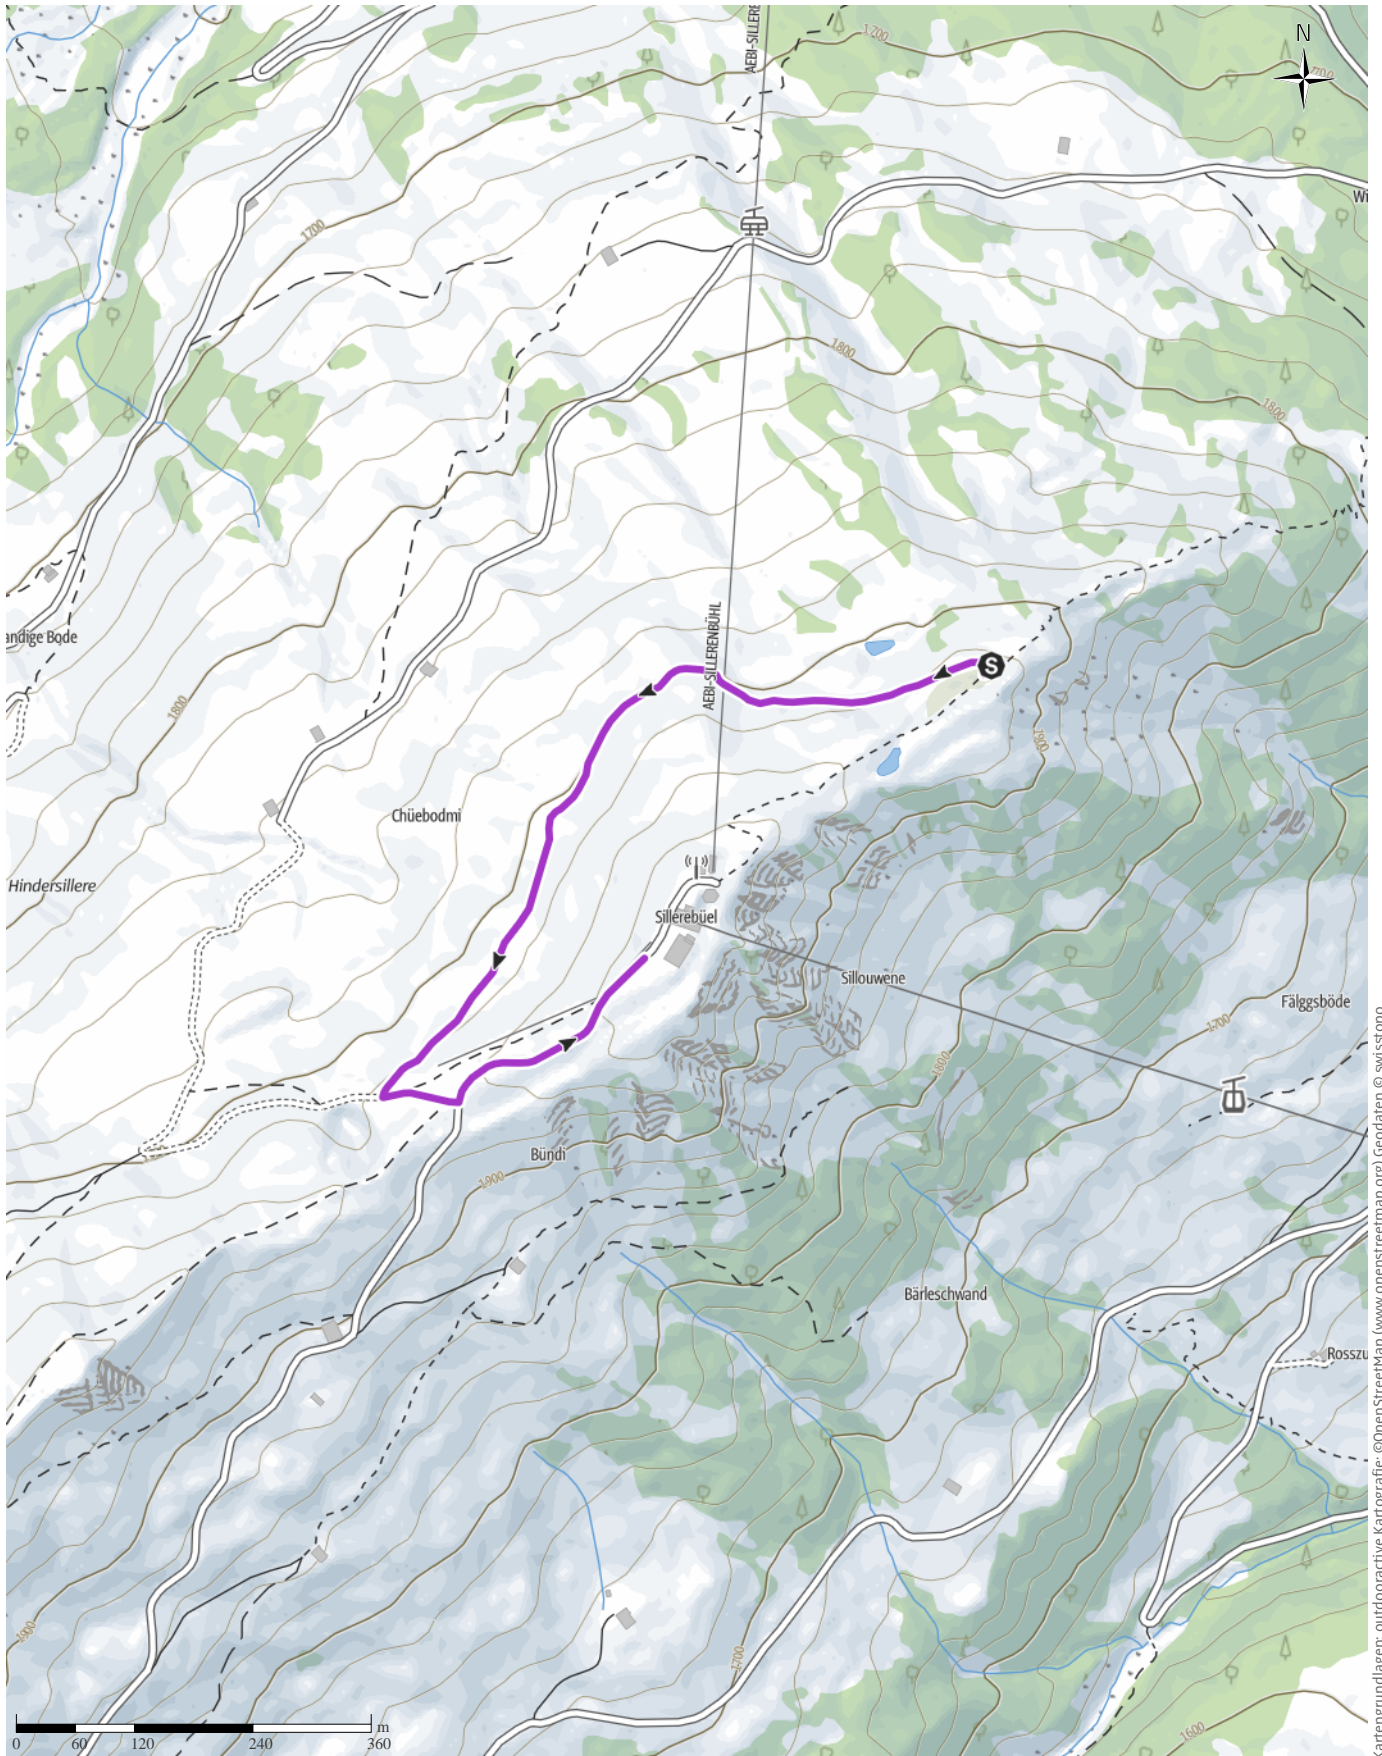 AEBI-SILLERE
1700
N
1700
Wi
1700
1800
1800
andige Bode
AEBI-SILLERENBÜHL
S
1800
1900
Chüebodmi
Hindersillere
Sillerebüel
Sillouwene
Fälggsböde
1700
1800
Bündi
1900
Bärleschwand
Rosszu
1900
1700
1600
m
0 60 120 240 360
artengrundlagen: outdooractive Kartografie; ©OpenStreetMap (www.openstreetmap.org) Geodaten © swisstopo